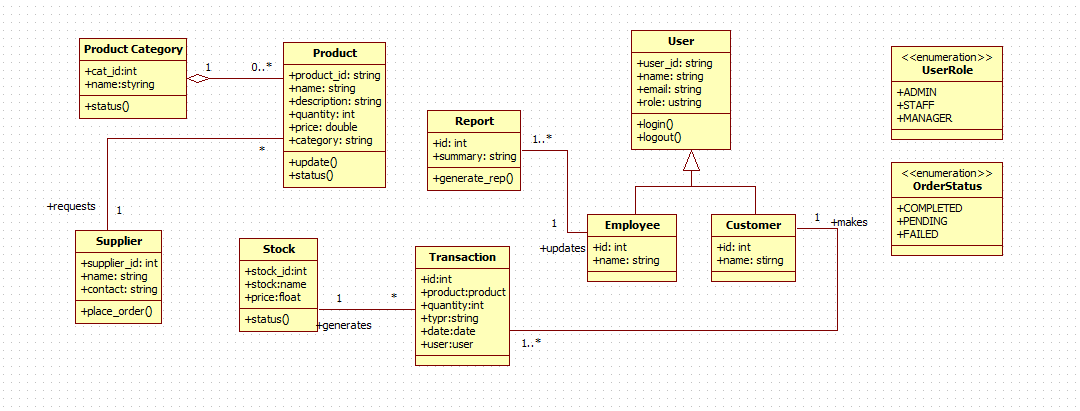 Product Category
+cat_id:int
+name:styring
+status()
1
0..*
Product
+product_id: string
+name: string
+description: string
+quantity: int
+price: double
+category: string
+update()
+status()
*
+requests
1
Supplier
+supplier_id: int
+name: string
+contact: string
+place_order()
Stock
+stock_id:int
+stock:name
+price:float
+status()
1
*
+generates
Transaction
+id:int
+product:product
+quantity:int
+typr:string
+date:date
+user:user
1..*
Report
+id: int
+summary: string
+generate_rep()
1..*
1
+updates
User
+user_id: string
+name: string
+email: string
+role: ustring
+login()
+logout()
Employee
+id: int
+name: string
Customer
+id: int
+name: stirng
1
+makes
<<enumeration>>
UserRole
+ADMIN
+STAFF
+MANAGER
<<enumeration>>
OrderStatus
+COMPLETED
+PENDING
+FAILED